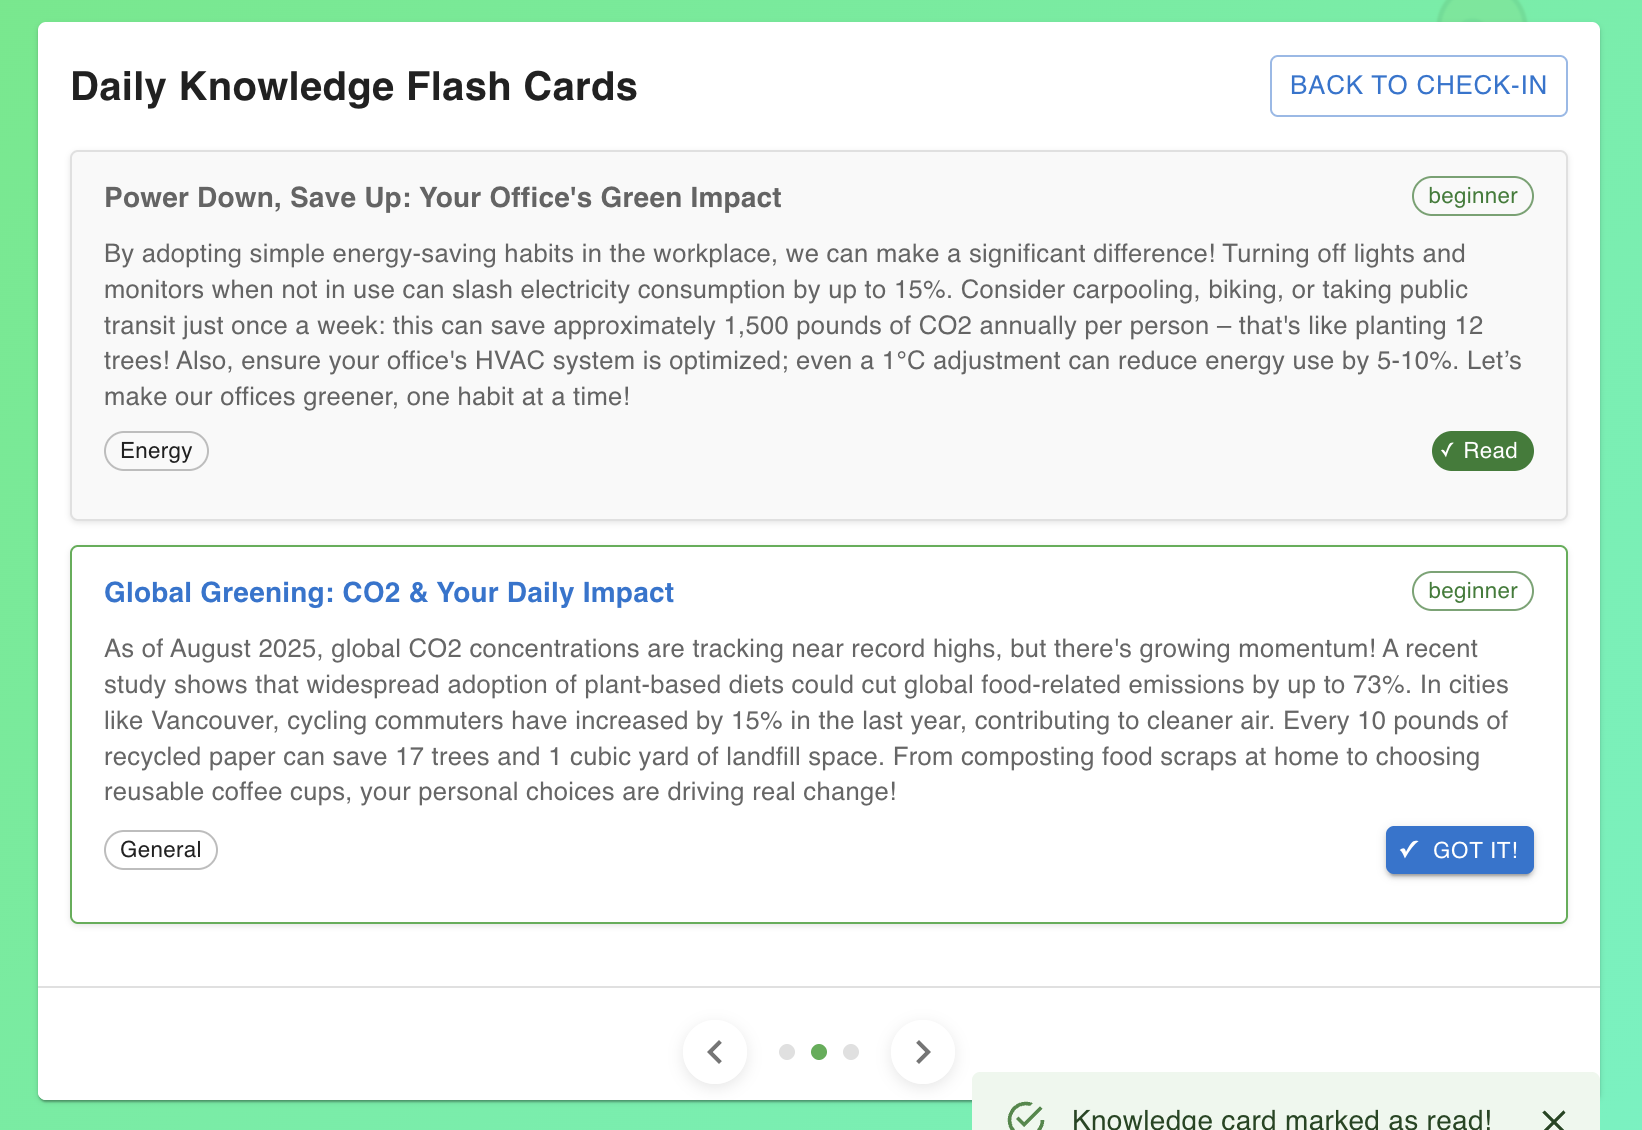 Daily Knowledge Flash Cards
BACK TO CHECK-IN
Power Down, Save Up: Your Office's Green Impact
beginner
By adopting simple energy-saving habits in the workplace, we can make a significant difference! Turning off lights and
monitors when not in use can slash electricity consumption by up to 15%. Consider carpooling, biking, or taking public
transit just once a week: this can save approximately 1,500 pounds of CO2 annually per person – that's like planting 12
trees! Also, ensure your office's HVAC system is optimized; even a 1°C adjustment can reduce energy use by 5-10%. Let’s
make our offices greener, one habit at a time!
Energy
✓ Read
Global Greening: CO2 & Your Daily Impact
beginner
As of August 2025, global CO2 concentrations are tracking near record highs, but there's growing momentum! A recent
study shows that widespread adoption of plant-based diets could cut global food-related emissions by up to 73%. In cities
like Vancouver, cycling commuters have increased by 15% in the last year, contributing to cleaner air. Every 10 pounds of
recycled paper can save 17 trees and 1 cubic yard of landfill space. From composting food scraps at home to choosing
reusable coffee cups, your personal choices are driving real change!
General
✓ GOT IT!
Knowledge card marked as read!